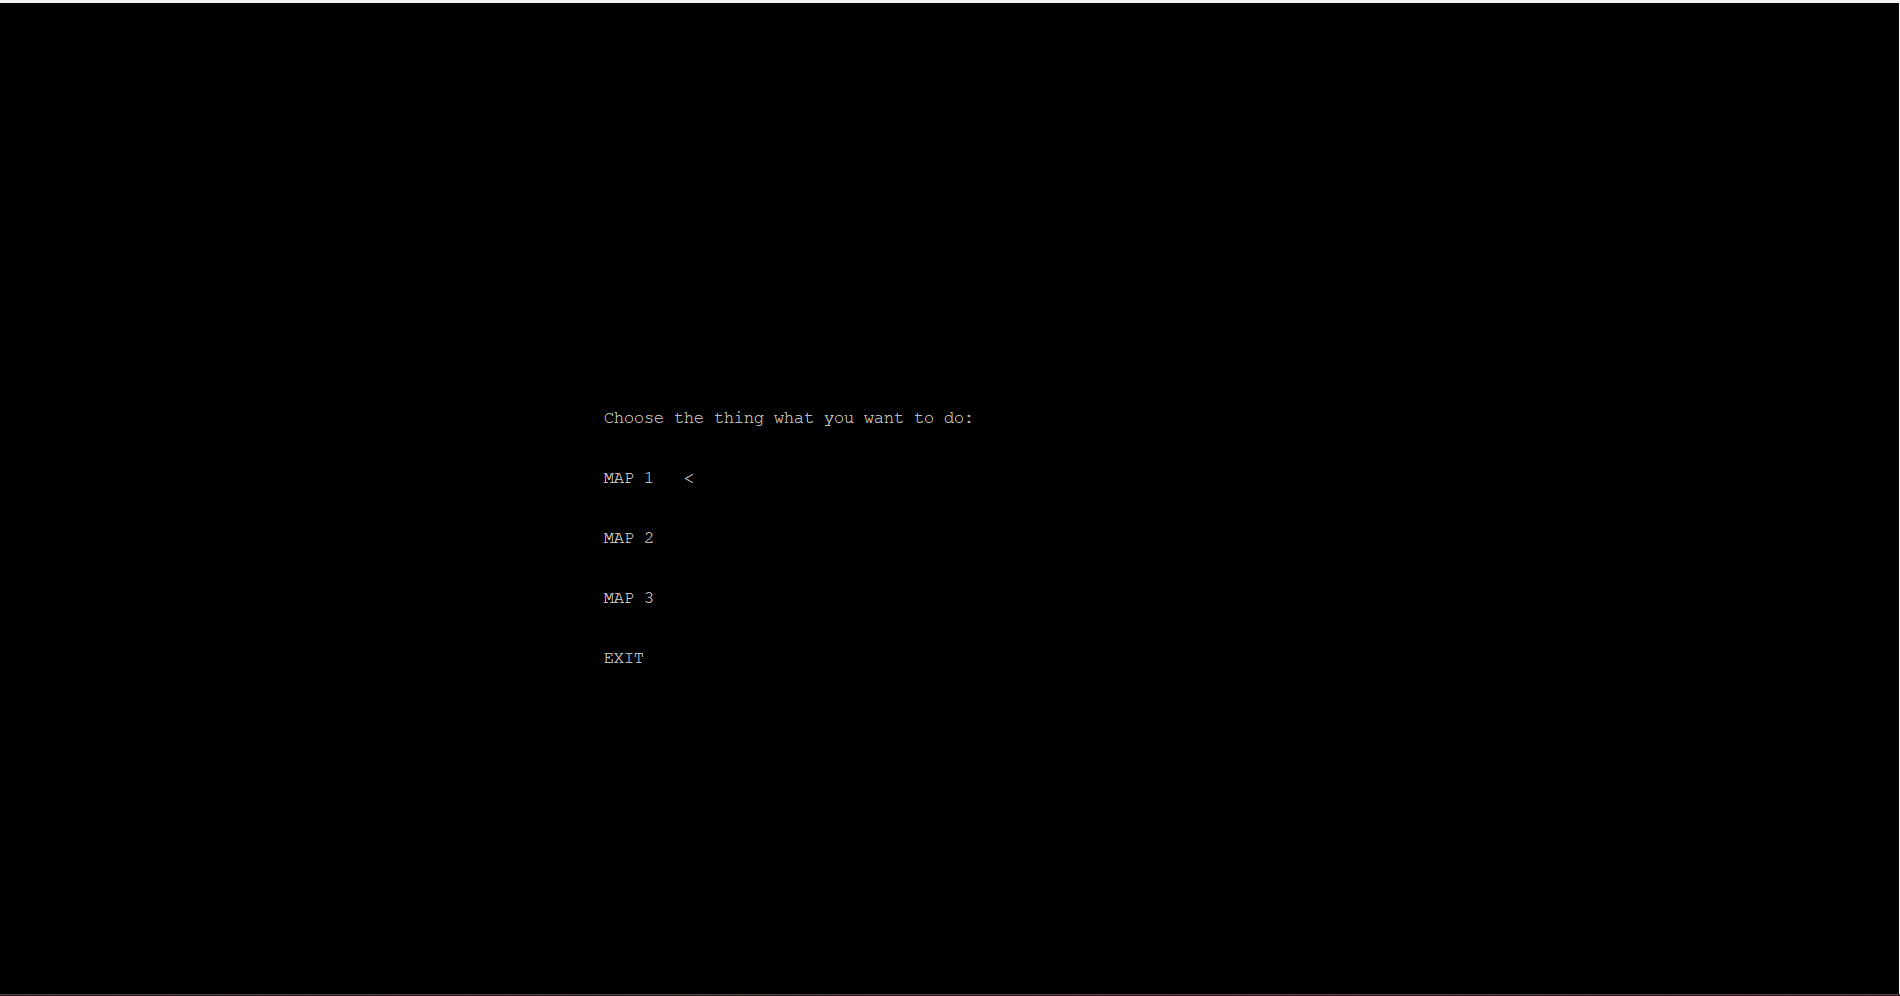 Choose the thing what you want to do:
MAP 1   <
MAP 2
MAP 3
EXIT